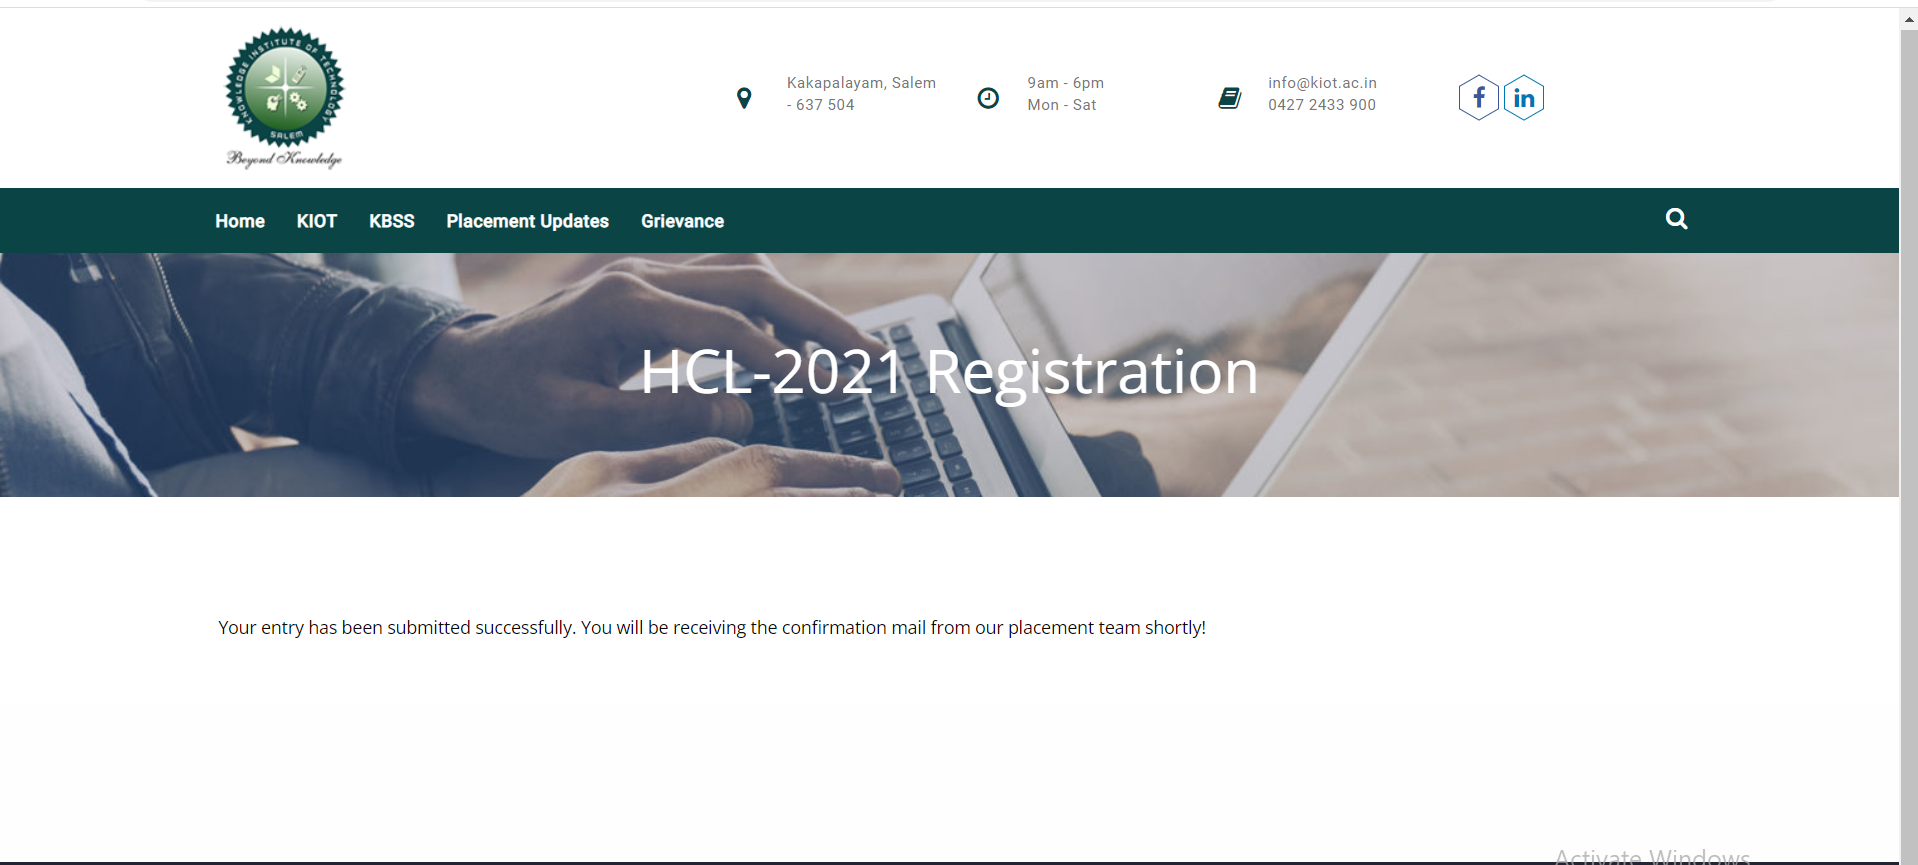 KNOWLEDGE INSTITUTE OF TECHNOLOGY
SALEM
Beyond Knowledge
Kakapalayam, Salem
- 637 504
9am - 6pm
Mon - Sat
info@kiot.ac.in
0427 2433 900
f in
Home KIOT KBSS Placement Updates Grievance
HCL-2021 Registration
Your entry has been submitted successfully. You will be receiving the confirmation mail from our placement team shortly!
Activate Windows